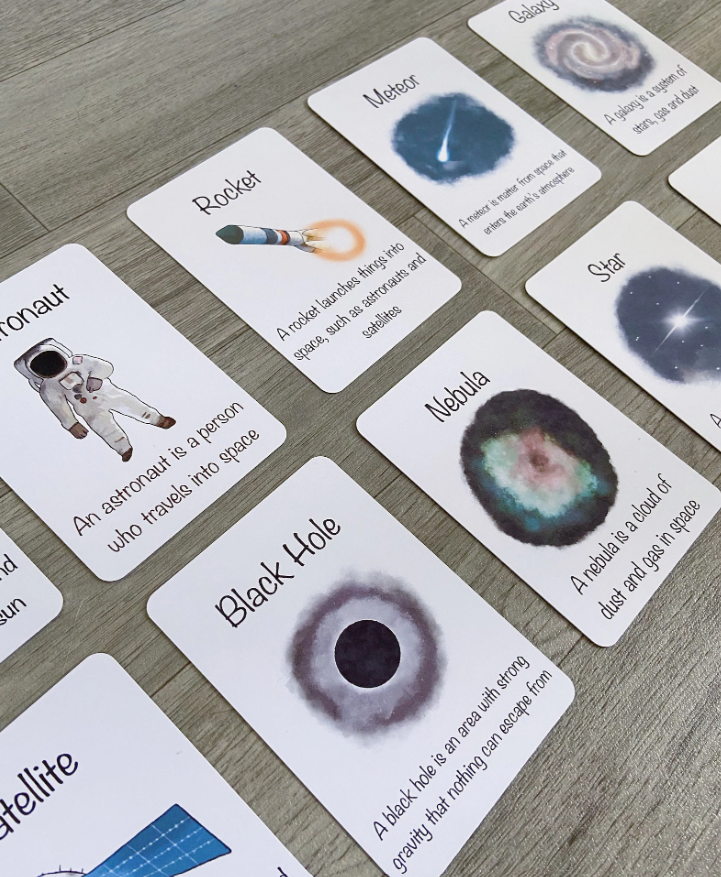 Galaxy
A galaxy is a system of
stars, gas and dust
Meteor
A meteor is matter from space that
enters the earth's atmosphere
Rocket
A rocket launches things into
space, such as astronauts and
satellites
ronaut
An astronaut is a person
who travels into space
Star
A
Nebula
A nebula is a cloud of
dust and gas in space
Black Hole
A black hole is an area with strong
gravity that nothing can escape from
nd
sun
atellite